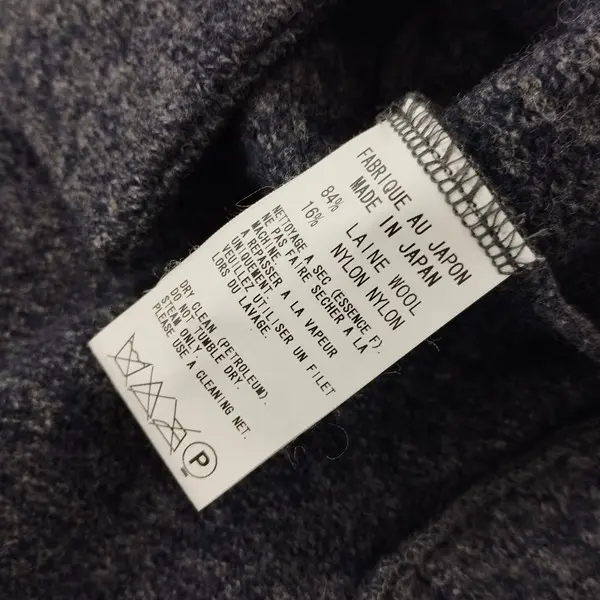 FABRIQUE AU JAPON
MADE IN JAPAN
84% LAINE WOOL
16% NYLON NYLON
NETTOYAGE A SEC (ESSENCE F).
NE PAS FAIRE SECHER A LA
MACHINE.
A REPASSER A LA VAPEUR
UNIQUEMENT.
VEUILLEZ UTILISER UN FILET
LORS DU LAVAGE.
DRY CLEAN (PETROLEUM).
DO NOT TUMBLE DRY.
STEAM ONLY.
PLEASE USE A CLEANING NET.
P